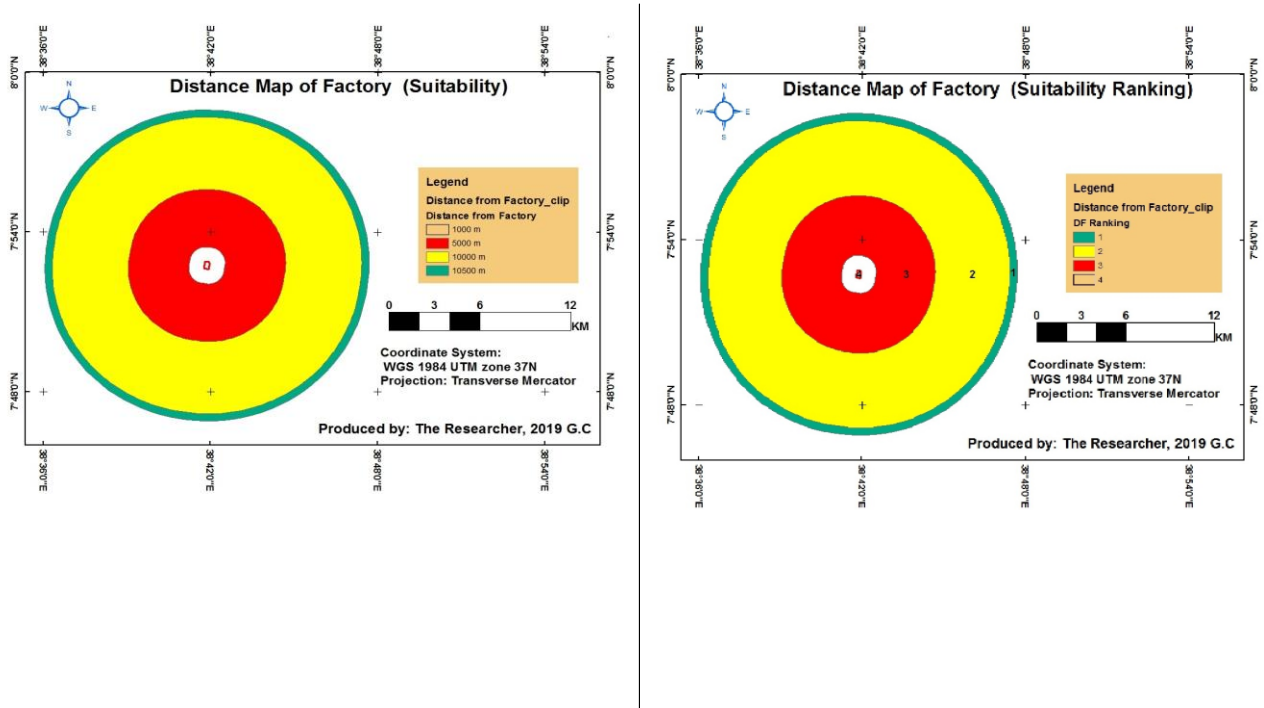 38°36'0"E 38°42'0"E 38°48'0"E 38°54'0"E
8°0'0"N
Distance Map of Factory (Suitability)
N
W E
S
Legend
Distance from Factory_clip
Distance from Factory
1000 m
5000 m
10000 m
10500 m
7°54'0"N 7°54'0"N
0 3 6 12
KM
Coordinate System:
WGS 1984 UTM zone 37N
Projection: Transverse Mercator
7°48'0"N 7°48'0"N
Produced by: The Researcher, 2019 G.C
38°36'0"E 38°42'0"E 38°48'0"E 38°54'0"E
38°36'0"E 38°42'0"E 38°48'0"E 38°54'0"E
8°0'0"N 8°0'0"N
Distance Map of Factory (Suitability Ranking)
N
W E
S
Legend
Distance from Factory_clip
DF Ranking
1
2
3
4
7°54'0"N 7°54'0"N
4 3 2 1
0 3 6 12
KM
Coordinate System:
WGS 1984 UTM zone 37N
Projection: Transverse Mercator
7°48'0"N 7°48'0"N
Produced by: The Researcher, 2019 G.C
38°36'0"E 38°42'0"E 38°48'0"E 38°54'0"E